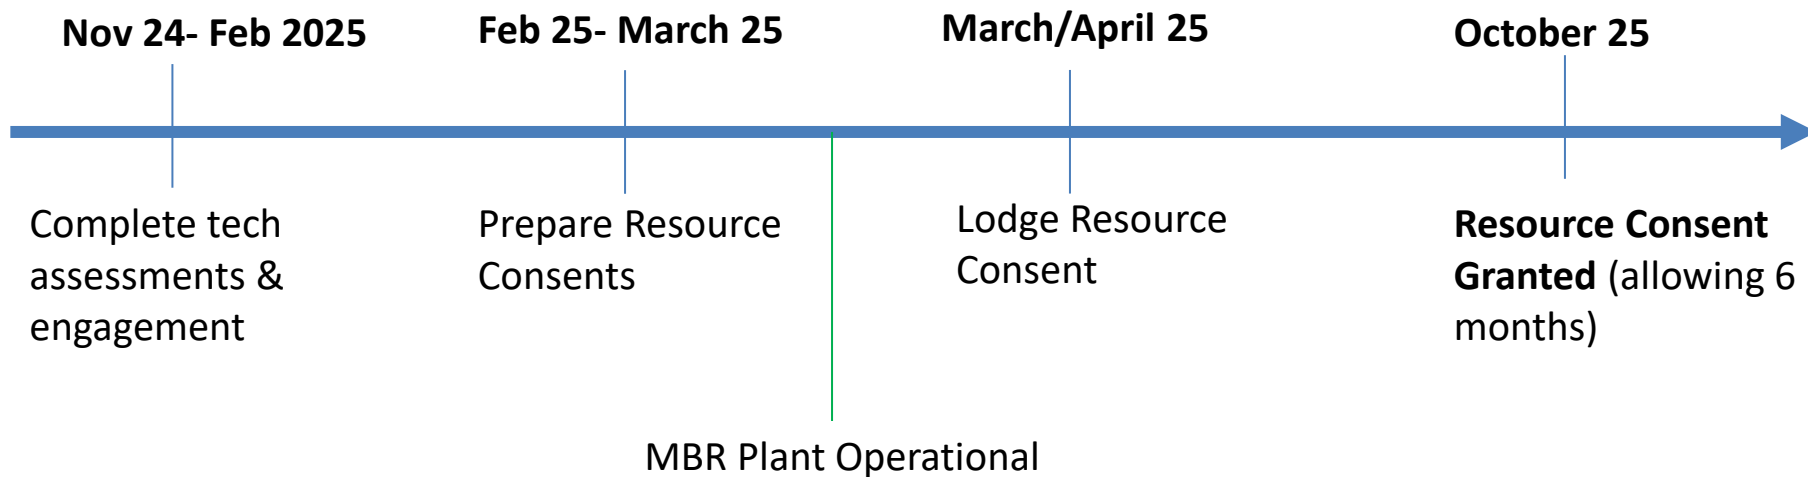 Nov 24- Feb 2025
Feb 25- March 25
March/April 25
October 25
Complete tech
assessments &
engagement
Prepare Resource
Consents
Lodge Resource
Consent
Resource Consent
Granted (allowing 6
months)
MBR Plant Operational